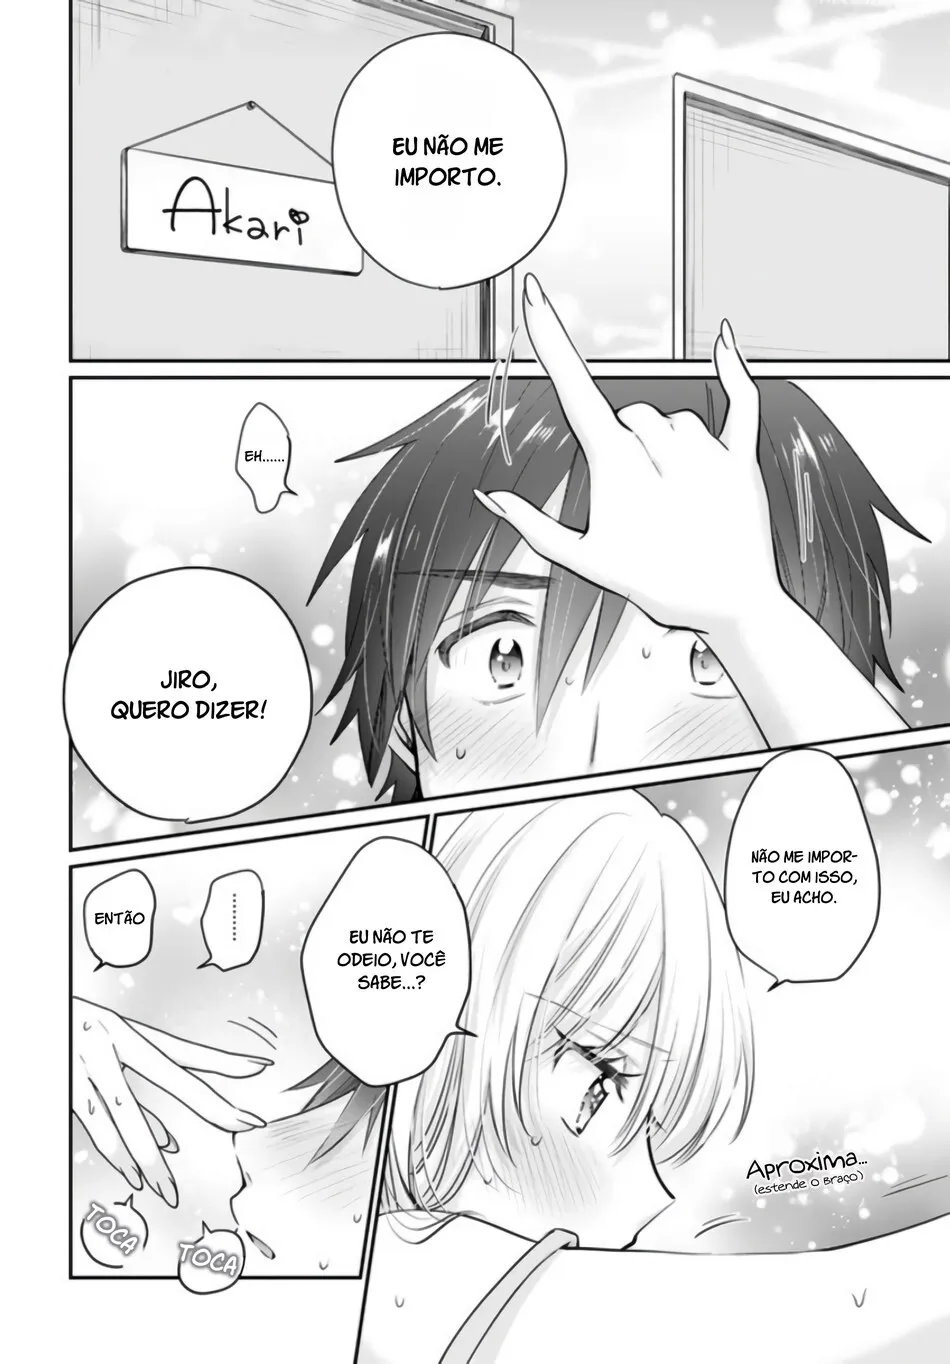 EU NÃO ME
IMPORTO.
Akari
EH......
JIRO,
QUERO DIZER!
NÃO ME IMPOR-
TO COM ISSO,
EU ACHO.
EU NÃO TE
ODEIO, VOCÊ
SABE...?
Aproxima...
(estende o Braço)
.........
ENTÃO
TOCA
TOCA